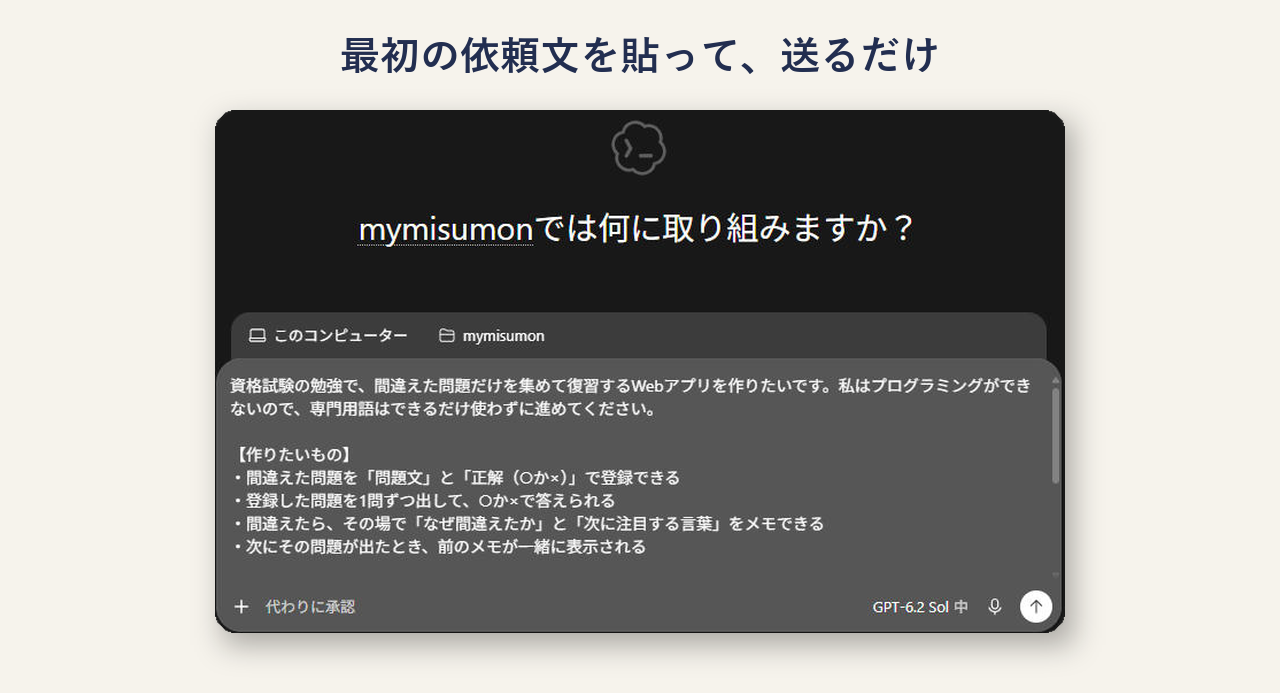 最初の依頼文を貼って、送るだけ
mymisumonでは何に取り組みますか？
このコンピューター mymisumon
資格試験の勉強で、間違えた問題だけを集めて復習するWebアプリを作りたいです。私はプログラミングができ
ないので、専門用語はできるだけ使わずに進めてください。
【作りたいもの】
・間違えた問題を「問題文」と「正解（○か×）」で登録できる
・登録した問題を1問ずつ出して、○か×で答えられる
・間違えたら、その場で「なぜ間違えたか」と「次に注目する言葉」をメモできる
・次にその問題が出たとき、前のメモが一緒に表示される
代わりに承認 GPT-6.2 Sol 中